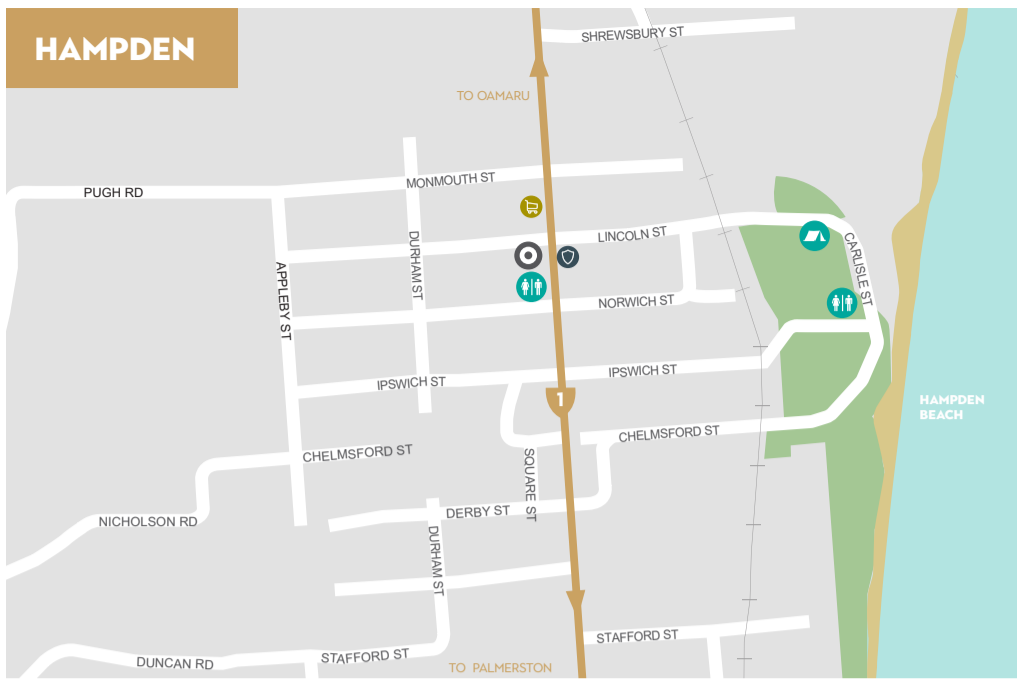 HAMPDEN
SHREWSBURY ST
TO OAMARU
MONMOUTH ST
PUGH RD
LINCOLN ST
CARLISLE ST
DURHAM ST
APPLEBY ST
NORWICH ST
IPSWICH ST
IPSWICH ST
1
HAMPDEN
BEACH
CHELMSFORD ST
CHELMSFORD ST
SQUARE ST
DERBY ST
NICHOLSON RD
DURHAM ST
STAFFORD ST
STAFFORD ST
DUNCAN RD
TO PALMERSTON